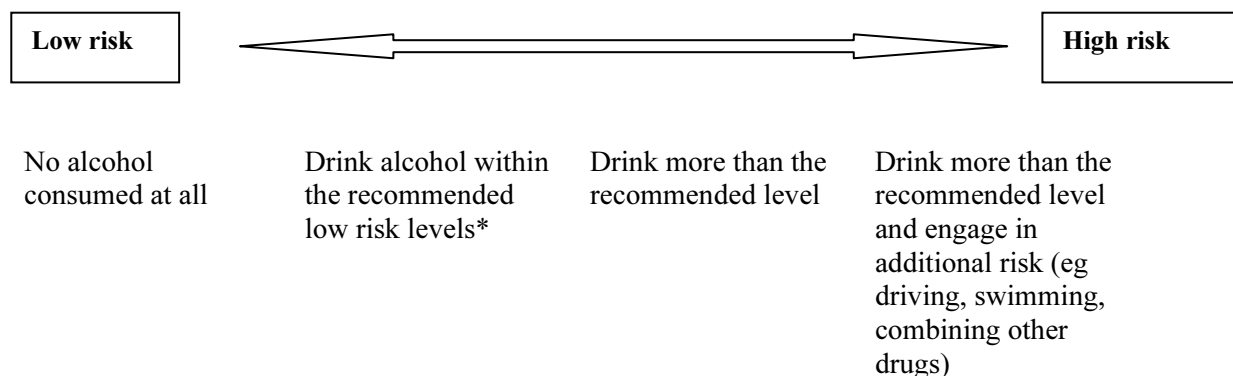 Low risk
High risk
No alcohol
consumed at all
Drink alcohol within
the recommended
low risk levels*
Drink more than the
recommended level
Drink more than the
recommended level
and engage in
additional risk (eg
driving, swimming,
combining other
drugs)